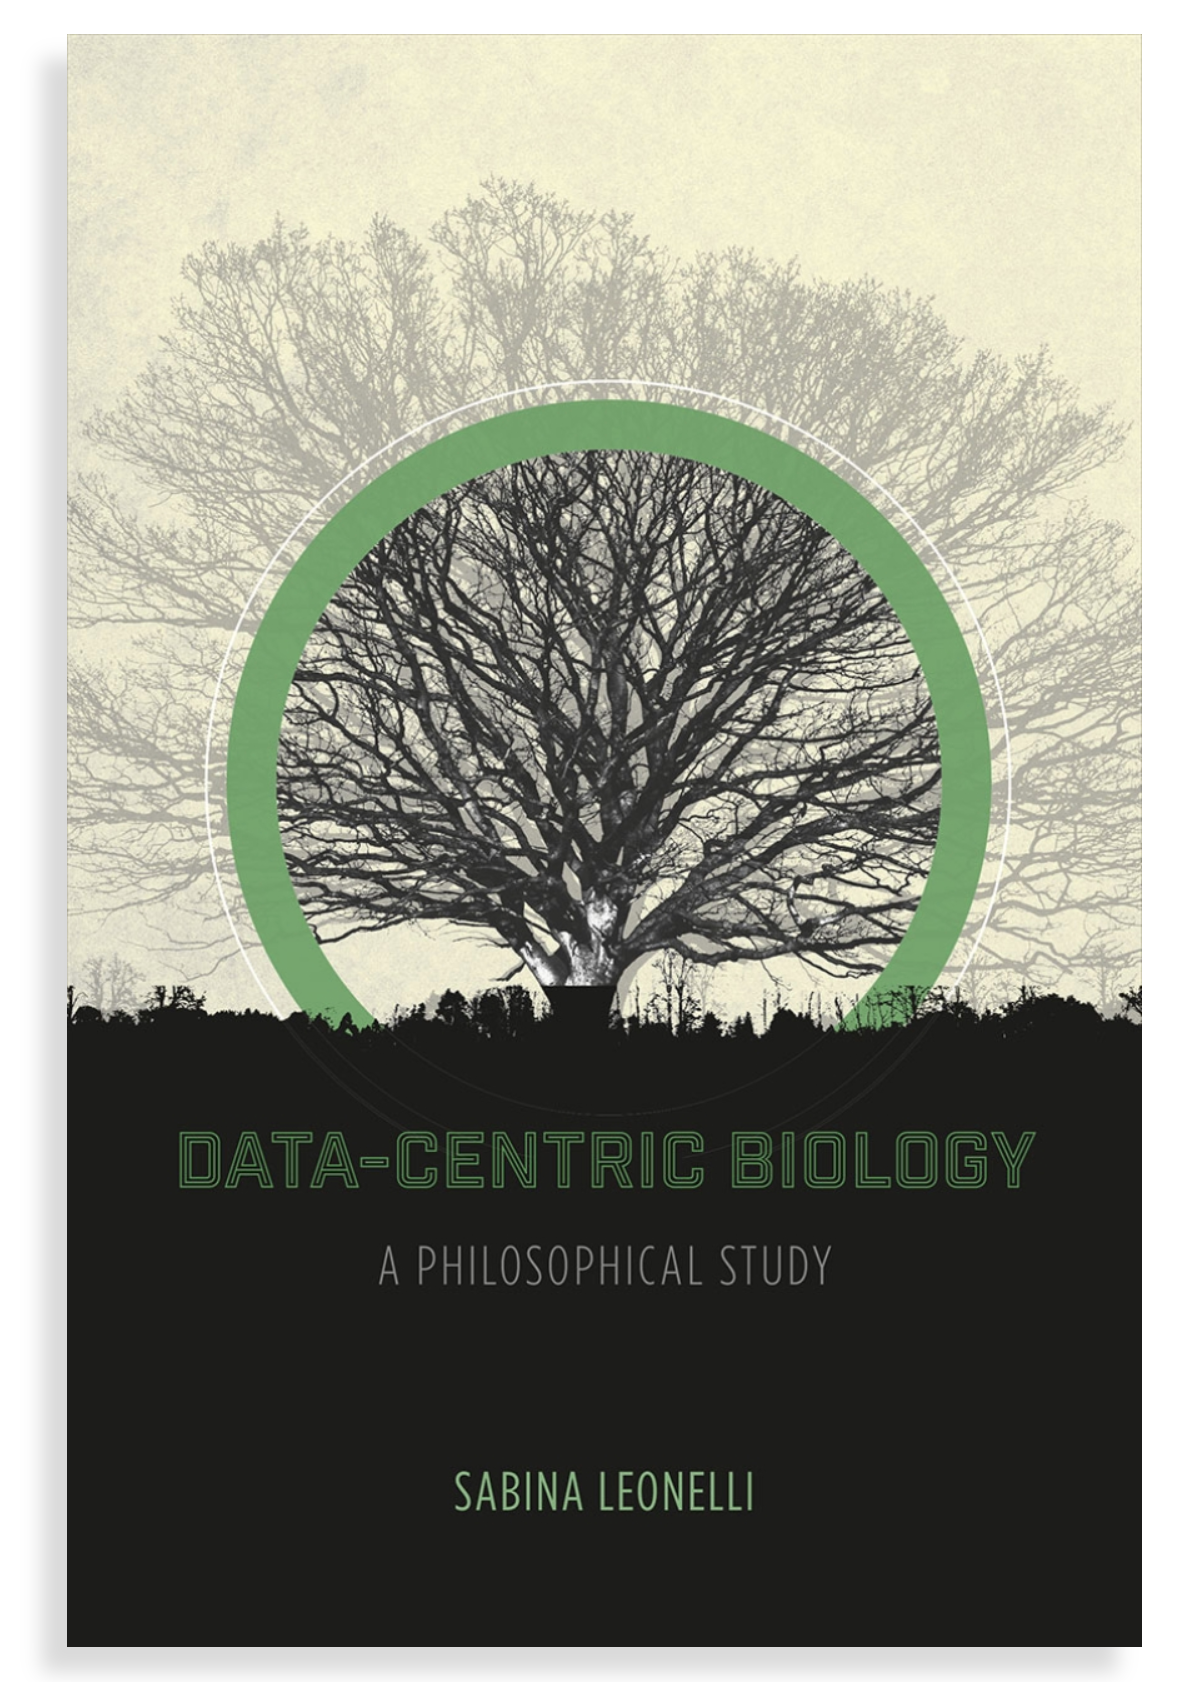 DATA-CENTRIC BIOLOGY
A PHILOSOPHICAL STUDY
SABINA LEONELLI